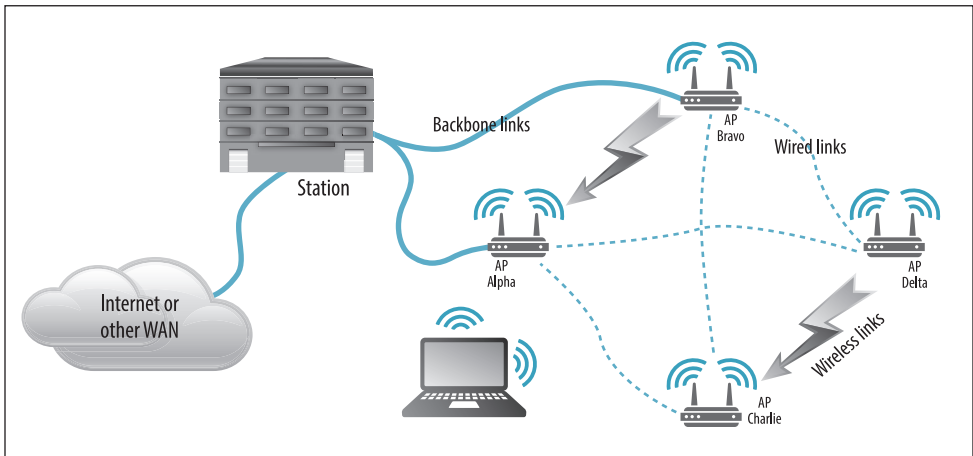 Backbone links
AP
Bravo
Wired links
Station
AP
Alpha
AP
Delta
Internet or
other WAN
Wireless links
AP
Charlie